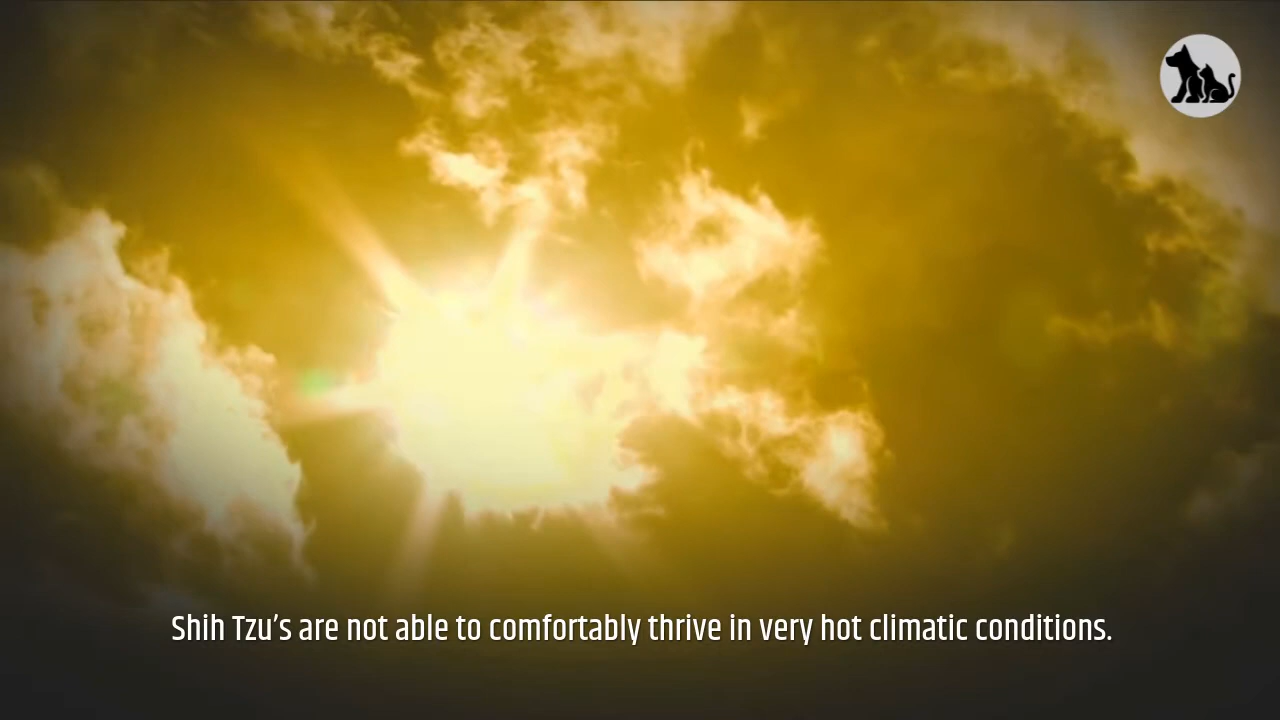 Shih Tzu’s are not able to comfortably thrive in very hot climatic conditions.